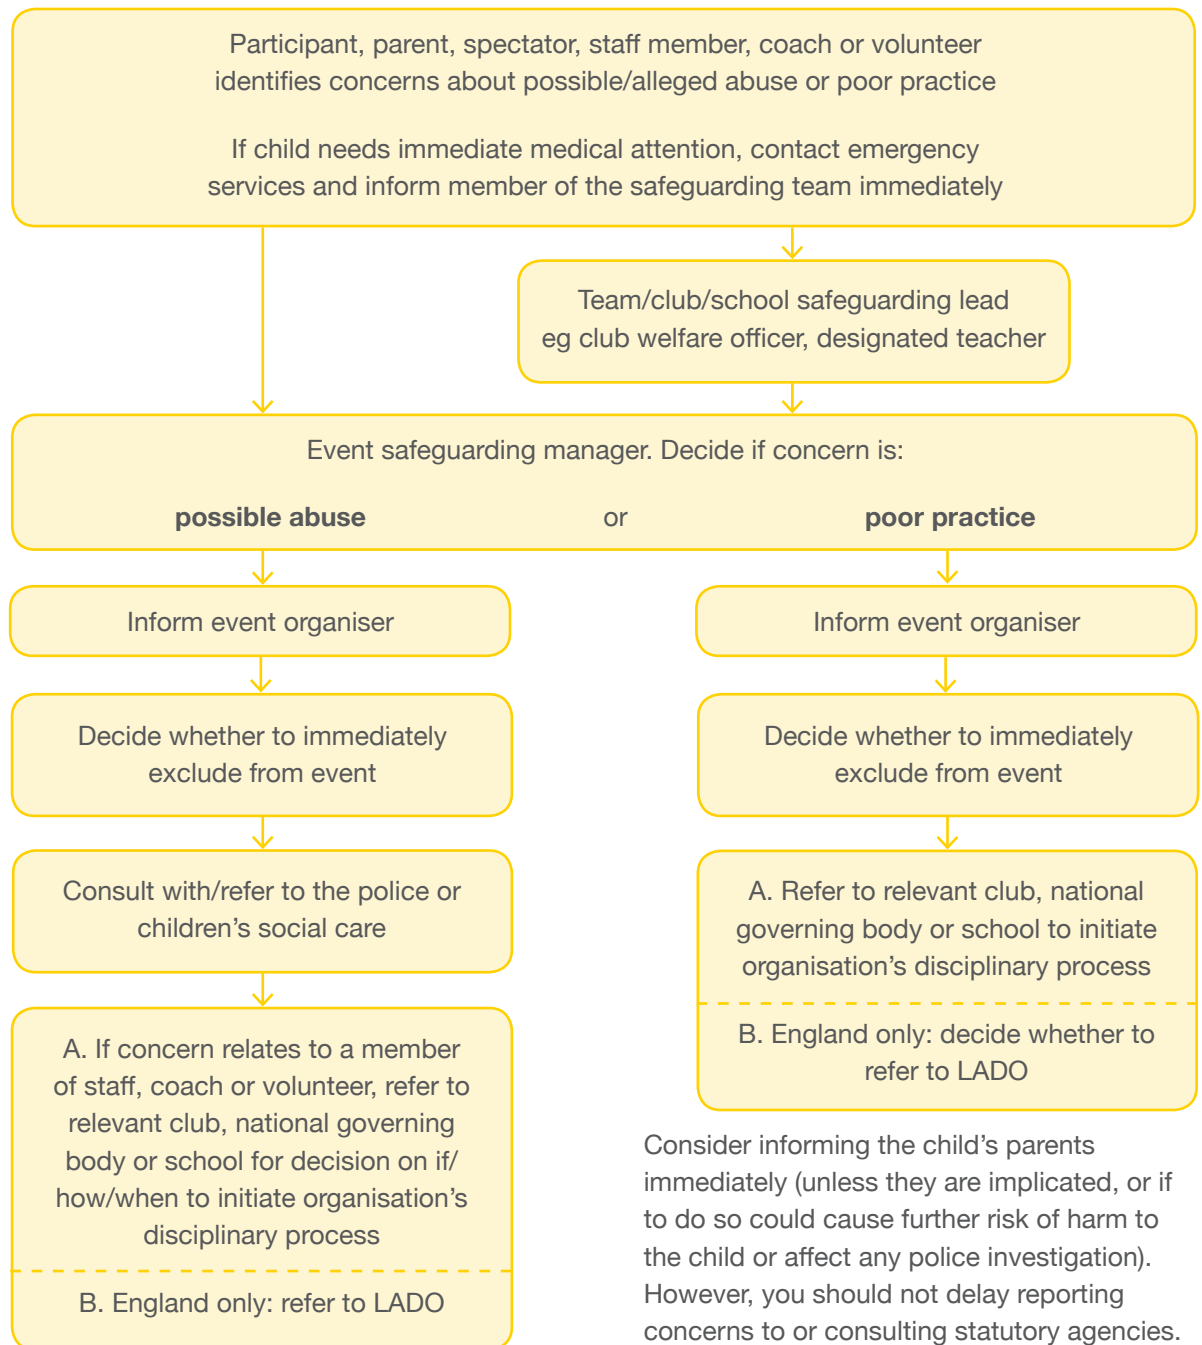 Participant, parent, spectator, staff member, coach or volunteer
identifies concerns about possible/alleged abuse or poor practice
If child needs immediate medical attention, contact emergency
services and inform member of the safeguarding team immediately
Team/club/school safeguarding lead
eg club welfare officer, designated teacher
Event safeguarding manager. Decide if concern is:
possible abuse or poor practice
Inform event organiser
Decide whether to immediately
exclude from event
Consult with/refer to the police or
children’s social care
A. If concern relates to a member
of staff, coach or volunteer, refer to
relevant club, national governing
body or school for decision on if/
how/when to initiate organisation’s
disciplinary process
B. England only: refer to LADO
Inform event organiser
Decide whether to immediately
exclude from event
A. Refer to relevant club, national
governing body or school to initiate
organisation’s disciplinary process
B. England only: decide whether to
refer to LADO
Consider informing the child’s parents
immediately (unless they are implicated, or if
to do so could cause further risk of harm to
the child or affect any police investigation).
However, you should not delay reporting
concerns to or consulting statutory agencies.